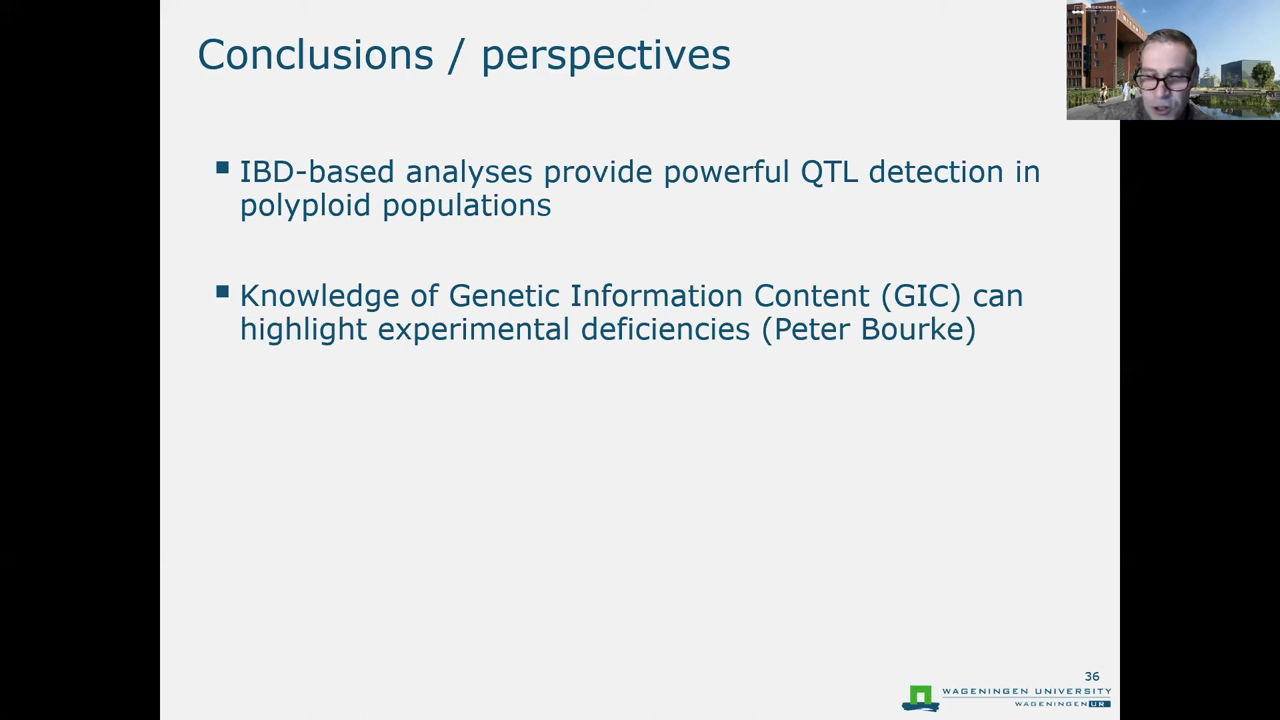 Conclusions / perspectives
IBD-based analyses provide powerful QTL detection in
polyploid populations
Knowledge of Genetic Information Content (GIC) can
highlight experimental deficiencies (Peter Bourke)
36
WAGENINGEN UNIVERSITY
WAGENINGEN UR